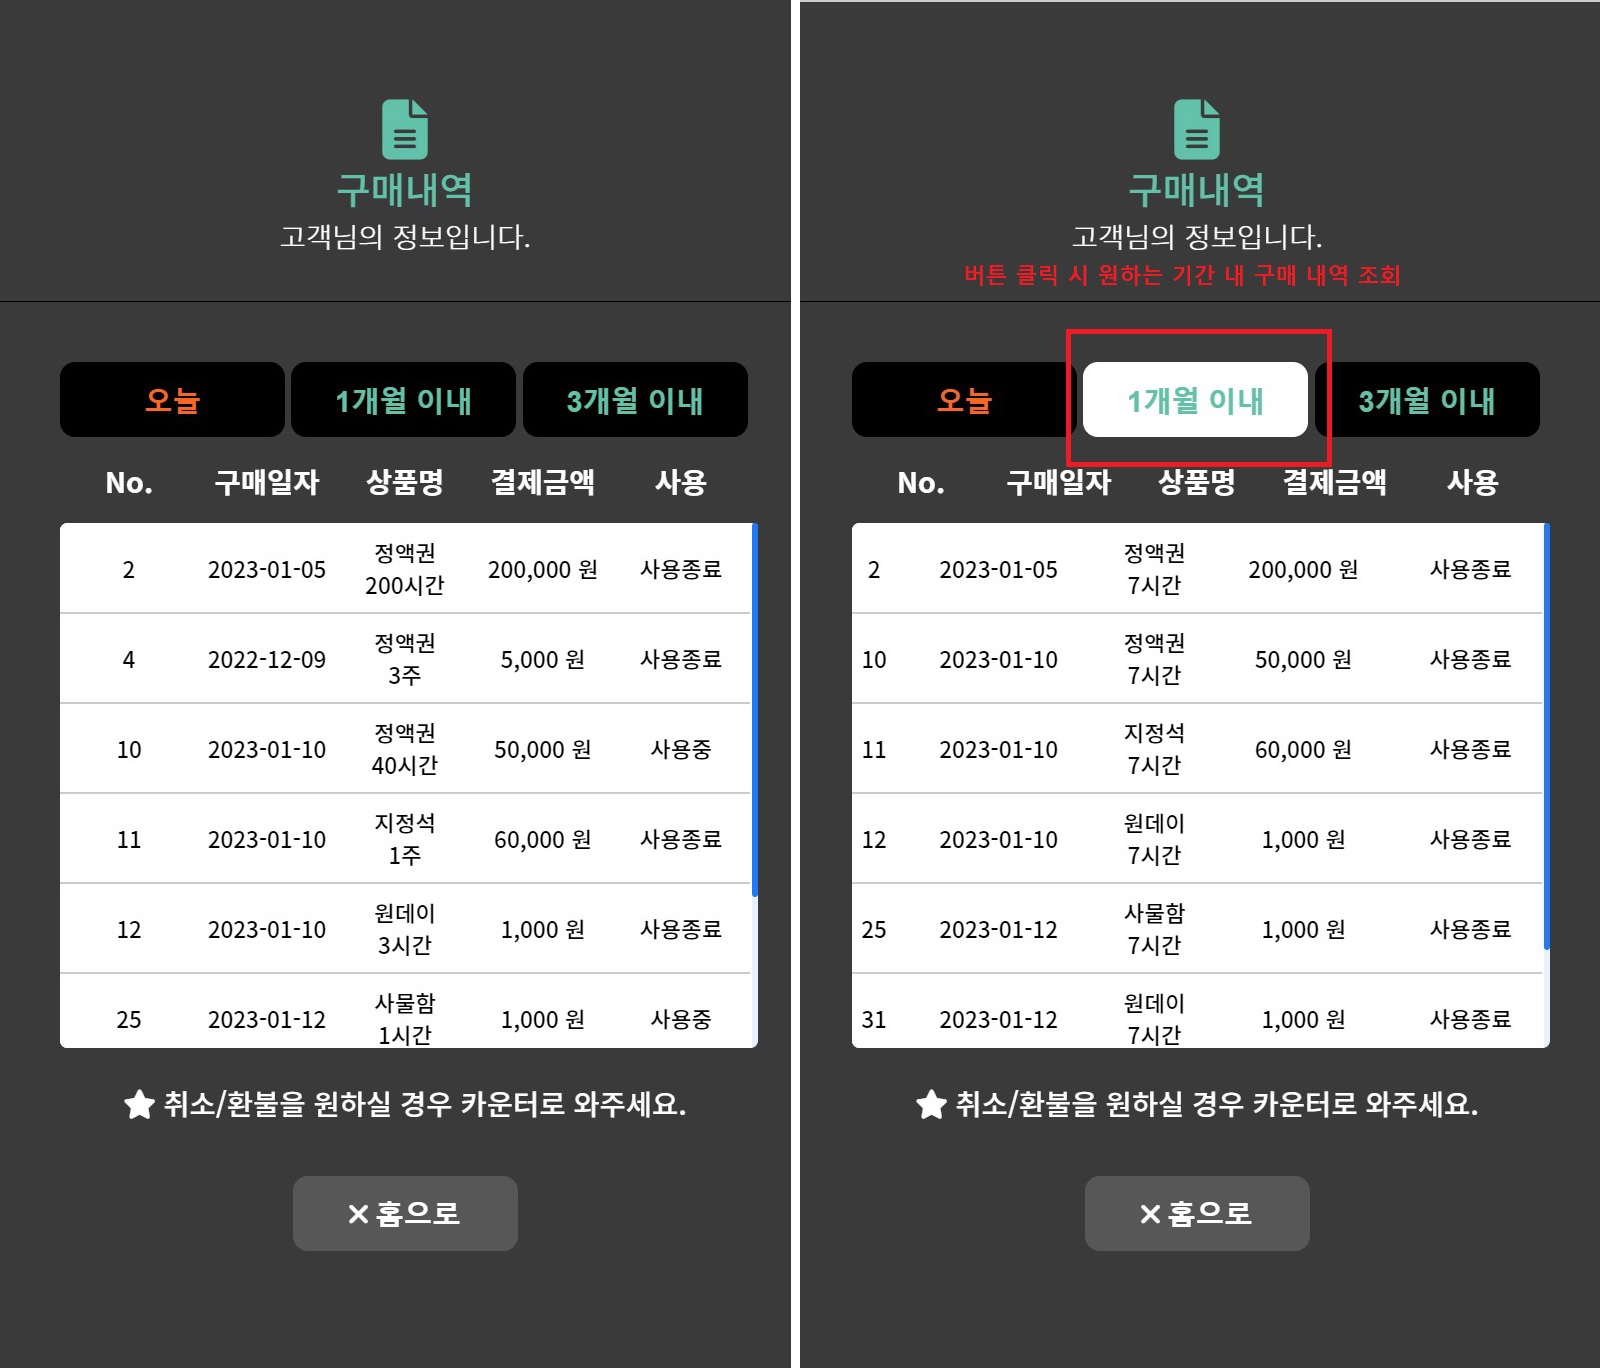 구매내역
고객님의 정보입니다.
오늘 1개월 이내 3개월 이내
No. 구매일자 상품명 결제금액 사용
2 2023-01-05 정액권 200시간 200,000 원 사용종료
4 2022-12-09 정액권 3주 5,000 원 사용종료
10 2023-01-10 정액권 40시간 50,000 원 사용중
11 2023-01-10 지정석 1주 60,000 원 사용종료
12 2023-01-10 원데이 3시간 1,000 원 사용종료
25 2023-01-12 사물함 1시간 1,000 원 사용중
취소/환불을 원하실 경우 카운터로 와주세요.
홈으로
구매내역
고객님의 정보입니다.
버튼 클릭 시 원하는 기간 내 구매 내역 조회
오늘 1개월 이내 3개월 이내
No. 구매일자 상품명 결제금액 사용
2 2023-01-05 정액권 7시간 200,000 원 사용종료
10 2023-01-10 정액권 7시간 50,000 원 사용종료
11 2023-01-10 지정석 7시간 60,000 원 사용종료
12 2023-01-10 원데이 7시간 1,000 원 사용종료
25 2023-01-12 사물함 7시간 1,000 원 사용종료
31 2023-01-12 원데이 7시간 1,000 원 사용종료
취소/환불을 원하실 경우 카운터로 와주세요.
홈으로